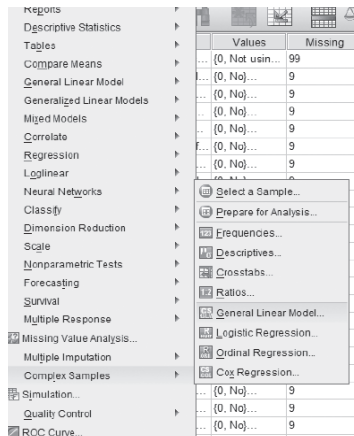 Reports
Descriptive Statistics
Tables
Compare Means
General Linear Model
Generalized Linear Models
Mixed Models
Correlate
Regression
Loglinear
Neural Networks
Classify
Dimension Reduction
Scale
Nonparametric Tests
Forecasting
Survival
Multiple Response
Missing Value Analysis...
Multiple Imputation
Complex Samples
Simulation...
Quality Control
ROC Curve...
Values Missing
... {0, Not usin... 99
{0, No}... 9
... {0, No}... 9
.. {0, No}... 9
.. {0, No}... 9
f... {0, No}... 9
... {0, No}... 9
... {0, No}... 9
Select a Sample...
Prepare for Analysis...
Frequencies...
Descriptives...
Crosstabs...
Ratios...
General Linear Model...
Logistic Regression...
Ordinal Regression...
Cox Regression...
... {0, No}... 9
... {0, No}... 9
... {0, No}... 9